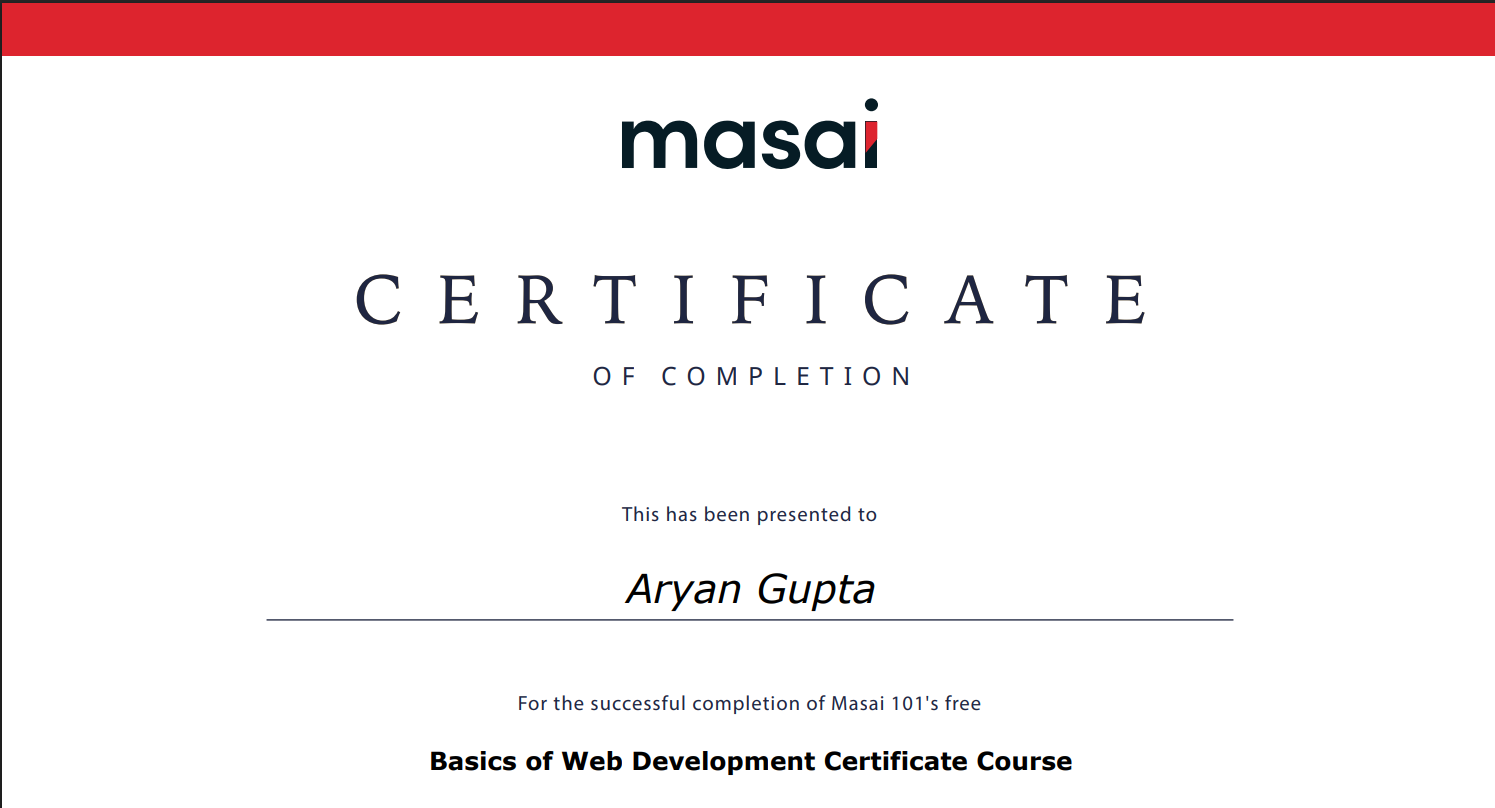 masai
CERTIFICATE
OF COMPLETION
This has been presented to
Aryan Gupta
For the successful completion of Masai 101's free
Basics of Web Development Certificate Course